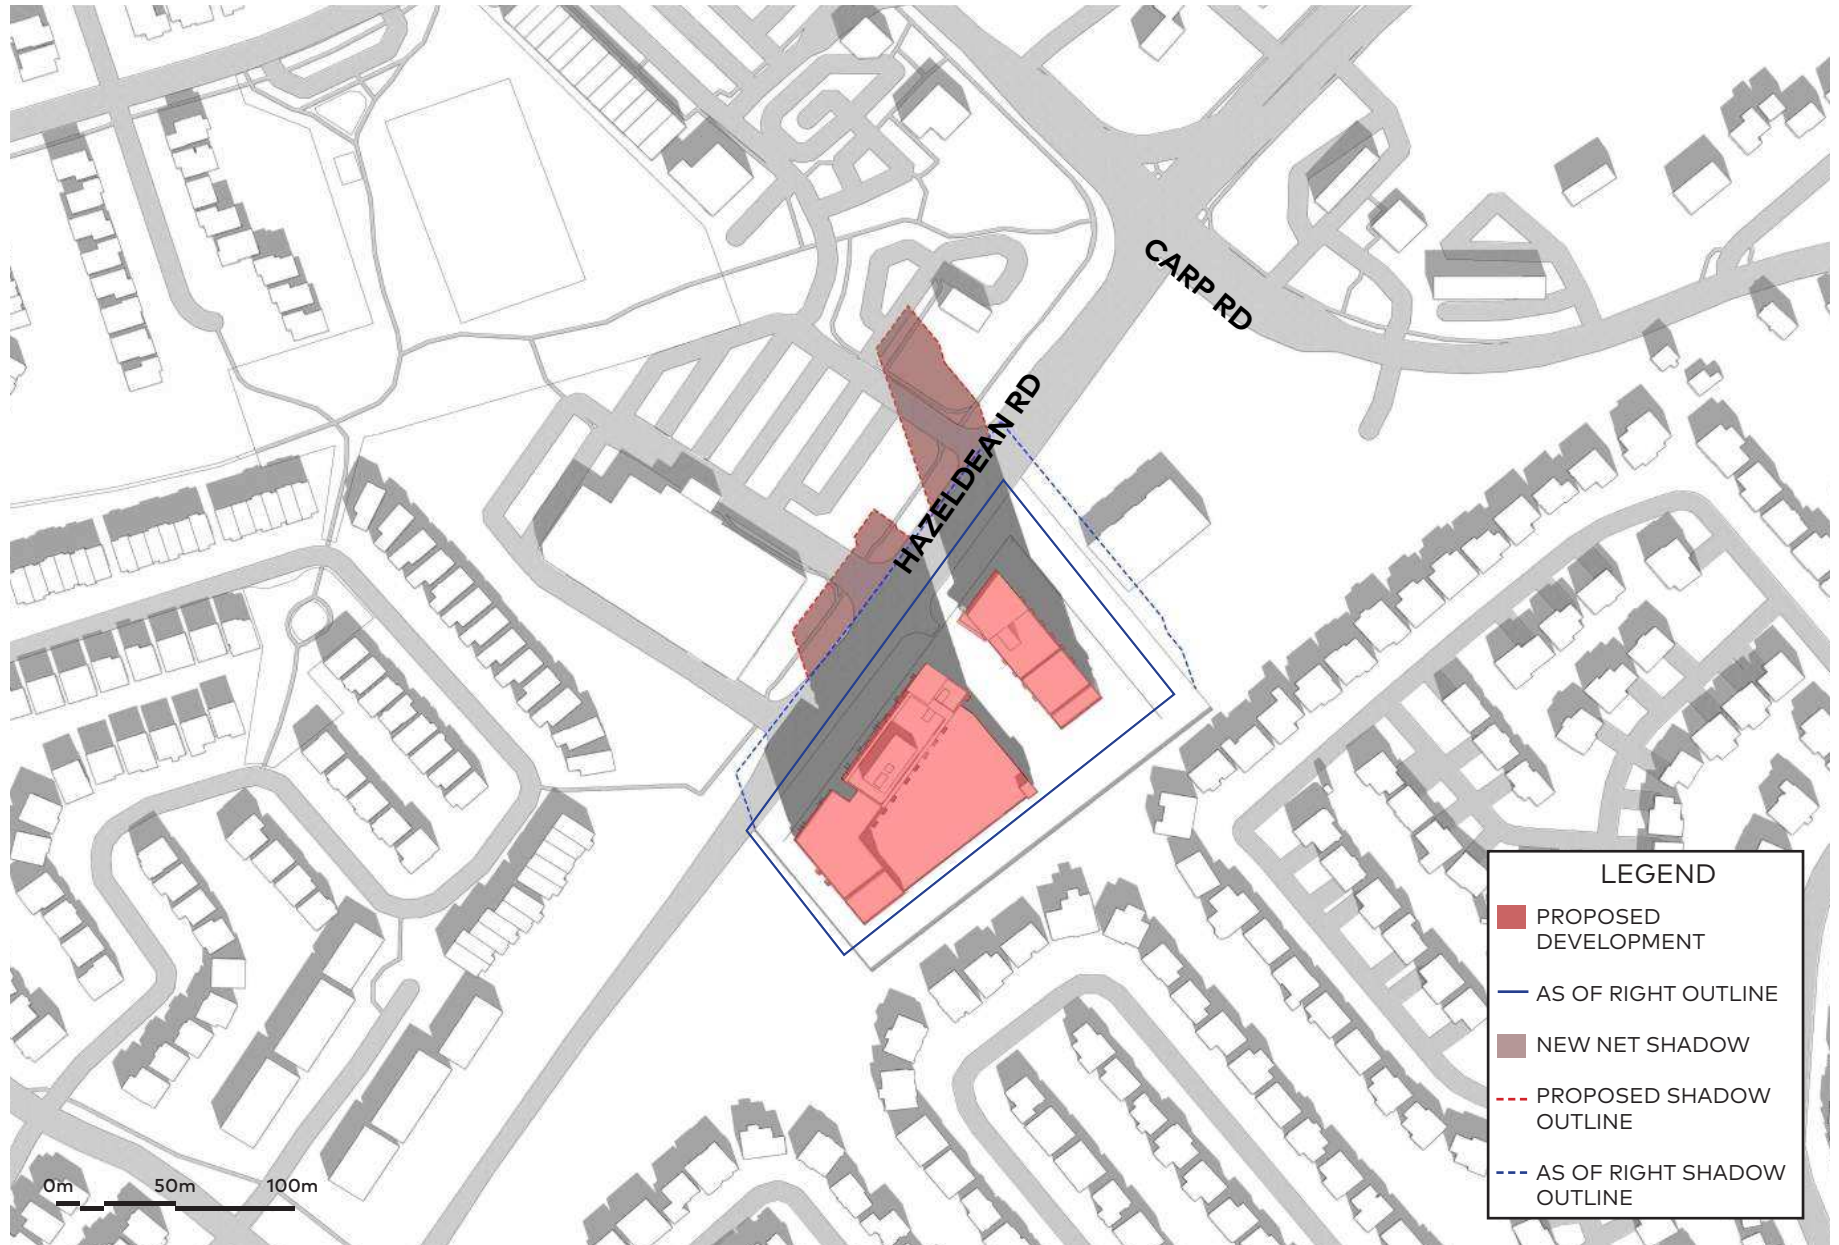 CARP RD
HAZELDEAN RD
LEGEND
PROPOSED
DEVELOPMENT
AS OF RIGHT OUTLINE
NEW NET SHADOW
PROPOSED SHADOW
OUTLINE
AS OF RIGHT SHADOW
OUTLINE
0m 50m 100m